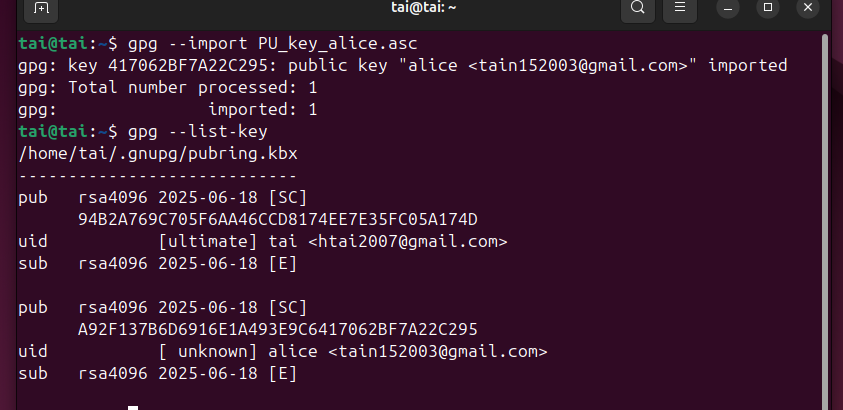 tai@tai: ~
tai@tai:~$ gpg --import PU_key_alice.asc
gpg: key 417062BF7A22C295: public key "alice <tain152003@gmail.com>" imported
gpg: Total number processed: 1
gpg:               imported: 1
tai@tai:~$ gpg --list-key
/home/tai/.gnupg/pubring.kbx
----------------------------
pub   rsa4096 2025-06-18 [SC]
      94B2A769C705F6AA46CCD8174EE7E35FC05A174D
uid           [ultimate] tai <htai2007@gmail.com>
sub   rsa4096 2025-06-18 [E]
pub   rsa4096 2025-06-18 [SC]
      A92F137B6D6916E1A493E9C6417062BF7A22C295
uid           [ unknown] alice <tain152003@gmail.com>
sub   rsa4096 2025-06-18 [E]